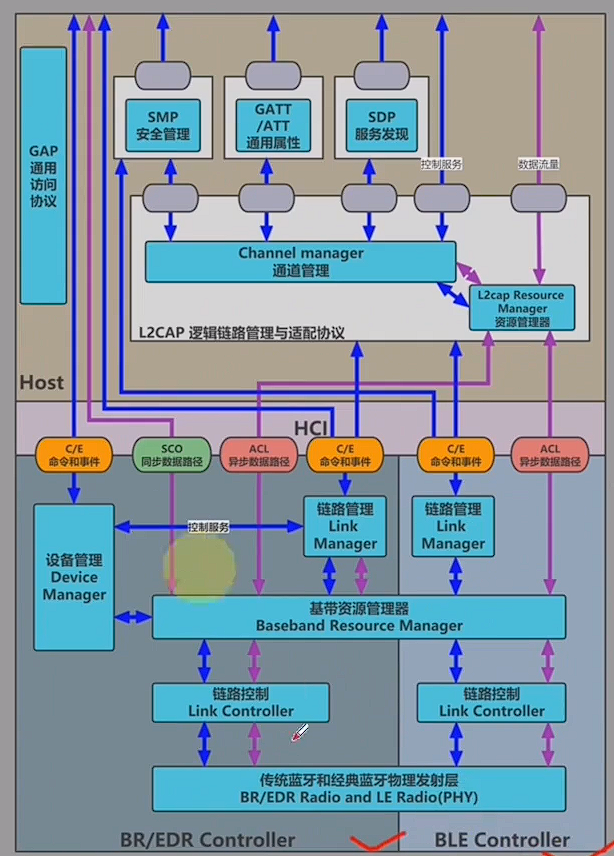 GAP
通用
访问
协议
SMP
安全管理
GATT
/ATT
通用属性
SDP
服务发现
控制服务
数据流量
Channel manager
通道管理
L2cap Resource
Manager
资源管理器
L2CAP 逻辑链路管理与适配协议
Host
HCI
C/E
命令和事件
SCO
同步数据路径
ACL
异步数据路径
C/E
命令和事件
C/E
命令和事件
ACL
异步数据路径
设备管理
Device
Manager
控制服务
链路管理
Link
Manager
链路管理
Link
Manager
基带资源管理器
Baseband Resource Manager
链路控制
Link Controller
链路控制
Link Controller
传统蓝牙和经典蓝牙物理发射层
BR/EDR Radio and LE Radio(PHY)
BR/EDR Controller
BLE Controller